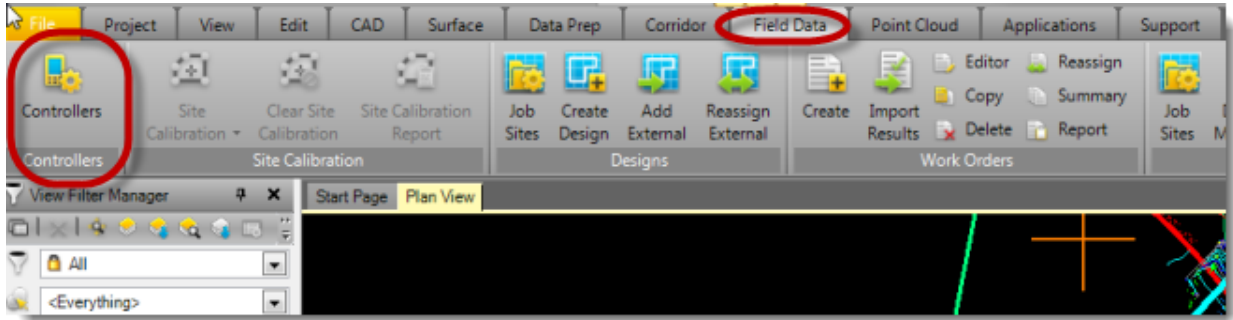 File Project View Edit CAD Surface Data Prep Corridor Field Data Point Cloud Applications Support
Controllers
Controllers
Site Calibration
Clear Site Calibration
Site Calibration Report
Site Calibration
Job Sites
Create Design
Add External
Reassign External
Designs
Create
Import Results
Editor
Copy
Delete
Reassign
Summary
Report
Work Orders
Job Sites
View Filter Manager
Start Page Plan View
All
<Everything>